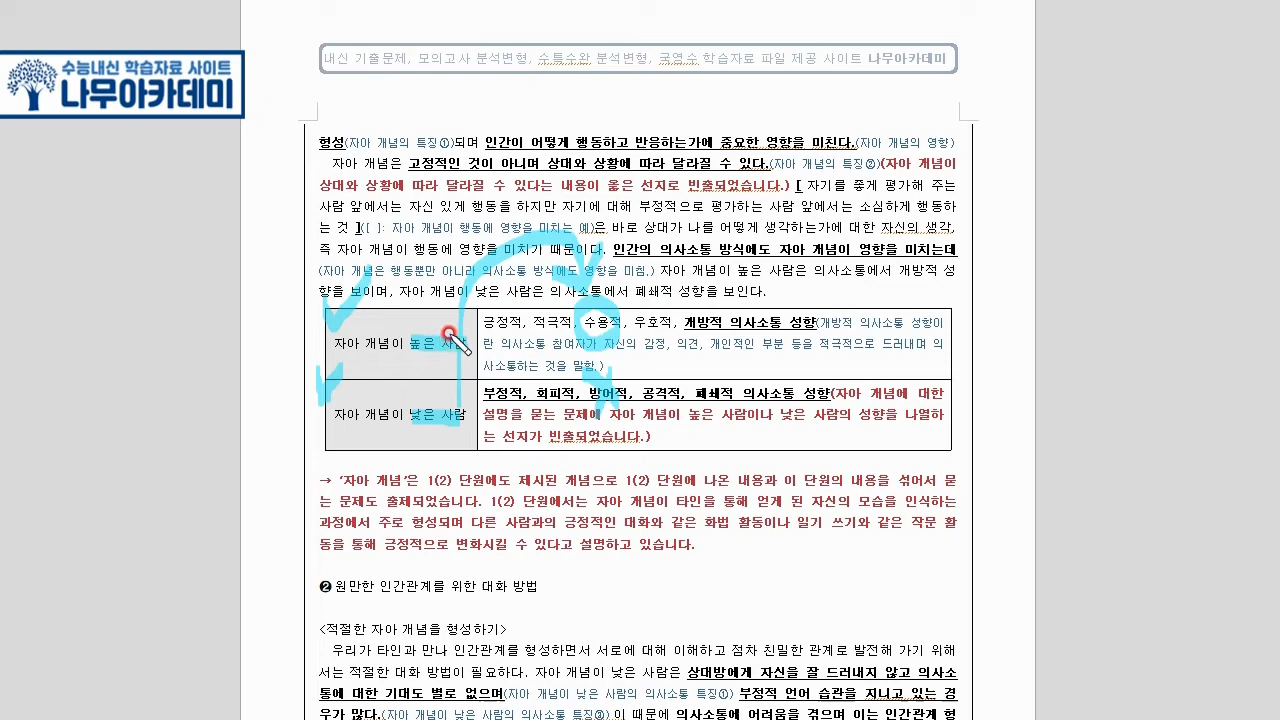 내신 기출문제, 모의고사 분석변형, 수특수완 분석변형, 국영수 학습자료 파일 제공 사이트 나무아카데미
수능내신 학습자료 사이트
나무아카데미
형성(자아 개념의 특징①)되며 인간이 어떻게 행동하고 반응하는가에 중요한 영향을 미친다.(자아 개념의 영향)
자아 개념은 고정적인 것이 아니며 상대와 상황에 따라 달라질 수 있다.(자아 개념의 특징②)(자아 개념이
상대와 상황에 따라 달라질 수 있다는 내용이 옳은 선지로 빈출되었습니다.) [ 자기를 좋게 평가해 주는
사람 앞에서는 자신 있게 행동을 하지만 자기에 대해 부정적으로 평가하는 사람 앞에서는 소심하게 행동하
는 것 ]([ ]: 자아 개념이 행동에 영향을 미치는 예)은 바로 상대가 나를 어떻게 생각하는가에 대한 자신의 생각,
즉 자아 개념이 행동에 영향을 미치기 때문이다. 인간의 의사소통 방식에도 자아 개념이 영향을 미치는데
(자아 개념은 행동뿐만 아니라 의사소통 방식에도 영향을 미침.) 자아 개념이 높은 사람은 의사소통에서 개방적 성
향을 보이며, 자아 개념이 낮은 사람은 의사소통에서 폐쇄적 성향을 보인다.
자아 개념이 높은 사람
긍정적, 적극적, 수용적, 우호적, 개방적 의사소통 성향(개방적 의사소통 성향이
란 의사소통 참여자가 자신의 감정, 의견, 개인적인 부분 등을 적극적으로 드러내며 의
사소통하는 것을 말함.)
자아 개념이 낮은 사람
부정적, 회피적, 방어적, 공격적, 폐쇄적 의사소통 성향(자아 개념에 대한
설명을 묻는 문제에 자아 개념이 높은 사람이나 낮은 사람의 성향을 나열하
는 선지가 빈출되었습니다.)
→ ‘자아 개념’은 1(2) 단원에도 제시된 개념으로 1(2) 단원에 나온 내용과 이 단원의 내용을 섞어서 묻
는 문제도 출제되었습니다. 1(2) 단원에서는 자아 개념이 타인을 통해 얻게 된 자신의 모습을 인식하는
과정에서 주로 형성되며 다른 사람과의 긍정적인 대화와 같은 화법 활동이나 일기 쓰기와 같은 작문 활
동을 통해 긍정적으로 변화시킬 수 있다고 설명하고 있습니다.
❷ 원만한 인간관계를 위한 대화 방법
<적절한 자아 개념을 형성하기>
우리가 타인과 만나 인간관계를 형성하면서 서로에 대해 이해하고 점차 친밀한 관계로 발전해 가기 위해
서는 적절한 대화 방법이 필요하다. 자아 개념이 낮은 사람은 상대방에게 자신을 잘 드러내지 않고 의사소
통에 대한 기대도 별로 없으며(자아 개념이 낮은 사람의 의사소통 특징①) 부정적 언어 습관을 지니고 있는 경
우가 많다.(자아 개념이 낮은 사람의 의사소통 특징②) 이 때문에 의사소통에 어려움을 겪으며 이는 인간관계 형